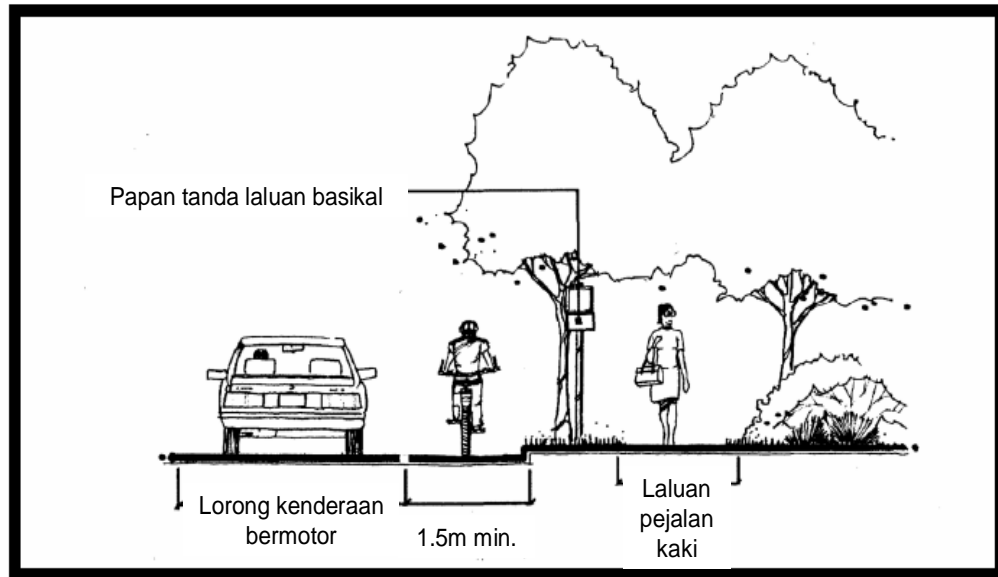 Papan tanda laluan basikal
Lorong kenderaan
bermotor
1.5m min.
Laluan
pejalan
kaki